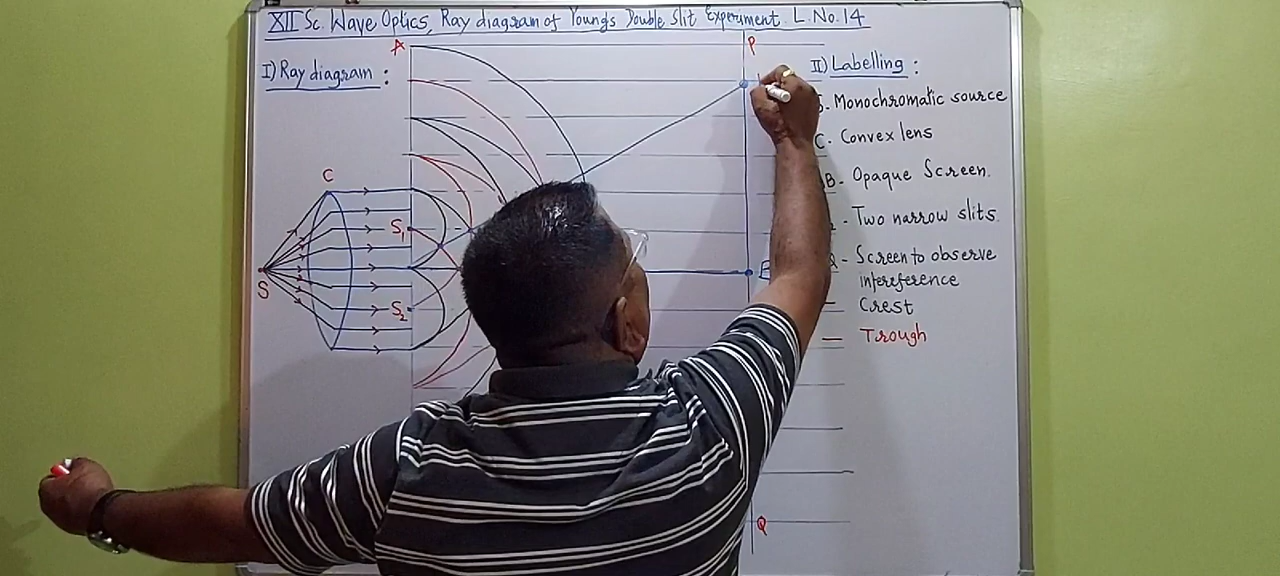 XII Sc. Wave Optics, Ray diagram of Young's Double Slit Experiment. L. No. 14
I) Ray diagram :
A
P
II) Labelling :
S. Monochromatic source
C. Convex lens
B- Opaque Screen.
- Two narrow slits.
- Screen to observe
intereference
— Crest
— Trough
C
S1
S
S2
B
Q